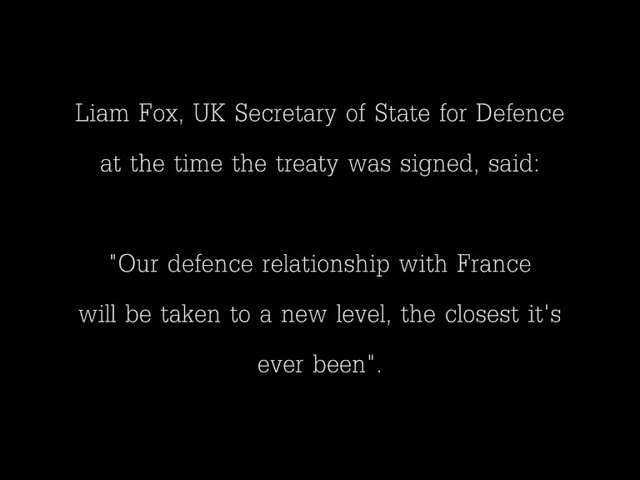 Liam Fox, UK Secretary of State for Defence
at the time the treaty was signed, said:
"Our defence relationship with France
will be taken to a new level, the closest it's
ever been".